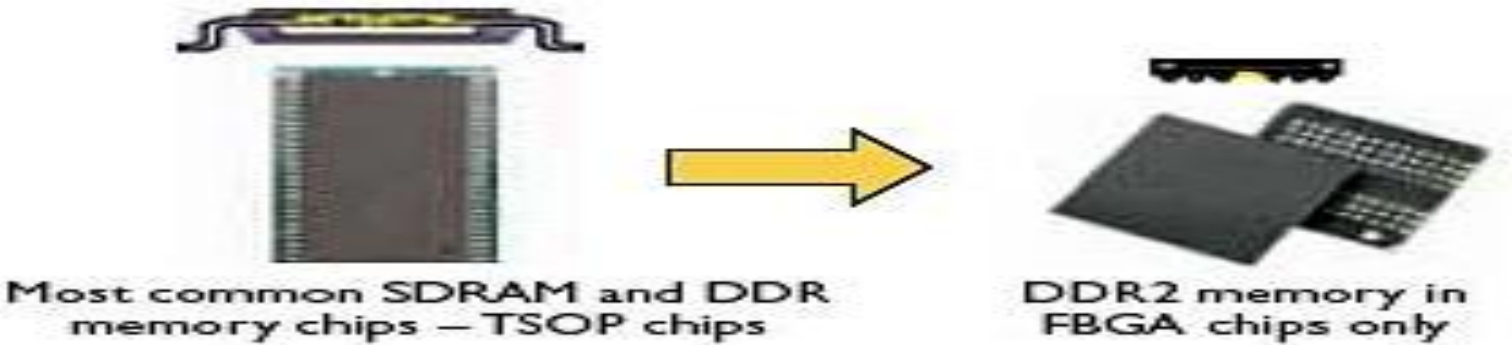 Most common SDRAM and DDR
memory chips – TSOP chips
DDR2 memory in
FBGA chips only